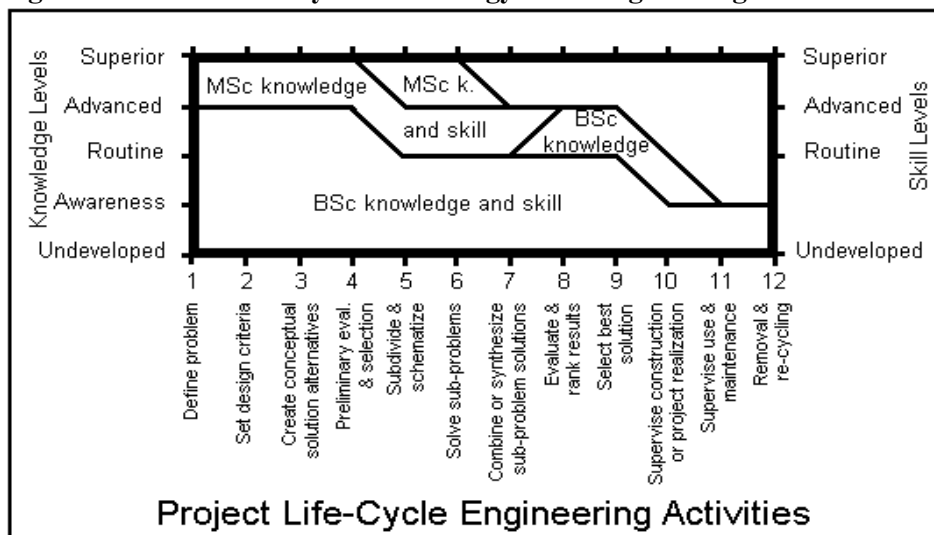 Superior
Advanced
Routine
Awareness
Undeveloped
Knowledge Levels
MSc knowledge
MSc k.
and skill
BSc
knowledge
BSc knowledge and skill
Superior
Advanced
Routine
Undeveloped
Skill Levels
1 2 3 4 5 6 7 8 9 10 11 12
Define problem
Set design criteria
Create conceptual
solution alternatives
Preliminary eval.
& selection
Subdivide &
schematize
Solve sub-problems
Combine or synthesize
sub-problem solutions
Evaluate &
rank results
Select best
solution
Supervise construction
or project realization
Supervise use &
maintenance
Removal &
re-cycling
Project Life-Cycle Engineering Activities